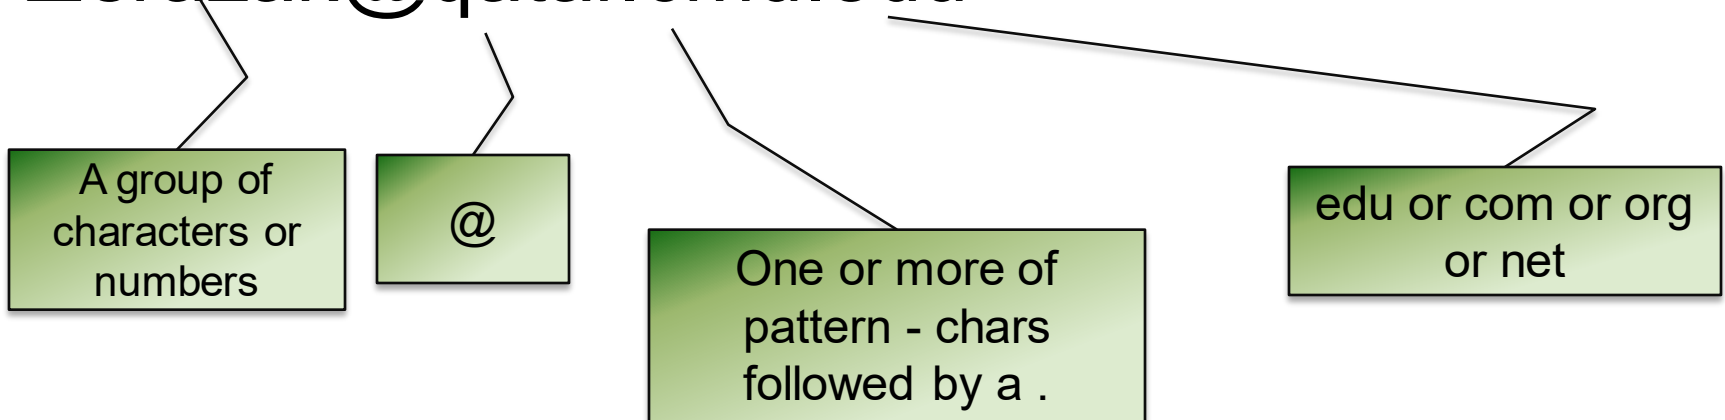 A group of
characters or
numbers
@
One or more of
pattern - chars
followed by a .
edu or com or org
or net